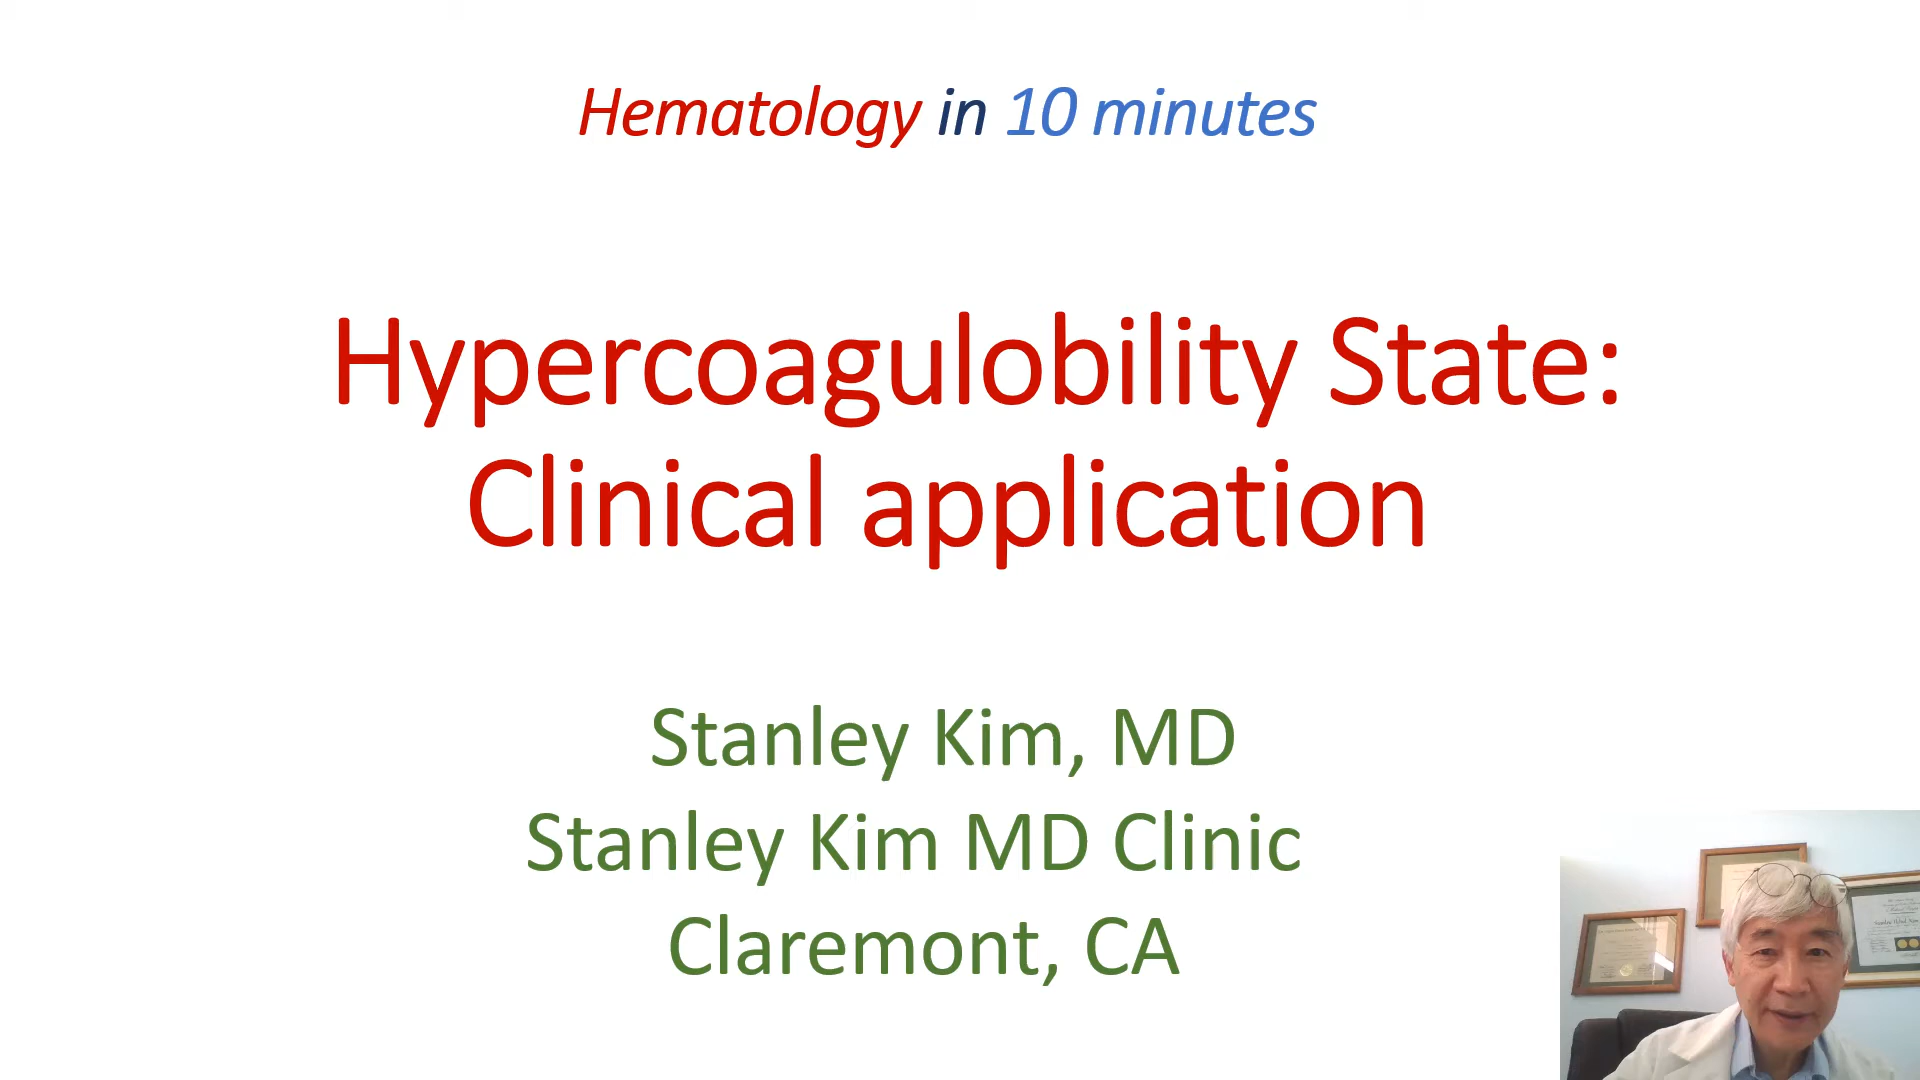 Hematology in 10 minutes
Hypercoagulobility State:
Clinical application
Stanley Kim, MD
Stanley Kim MD Clinic
Claremont, CA